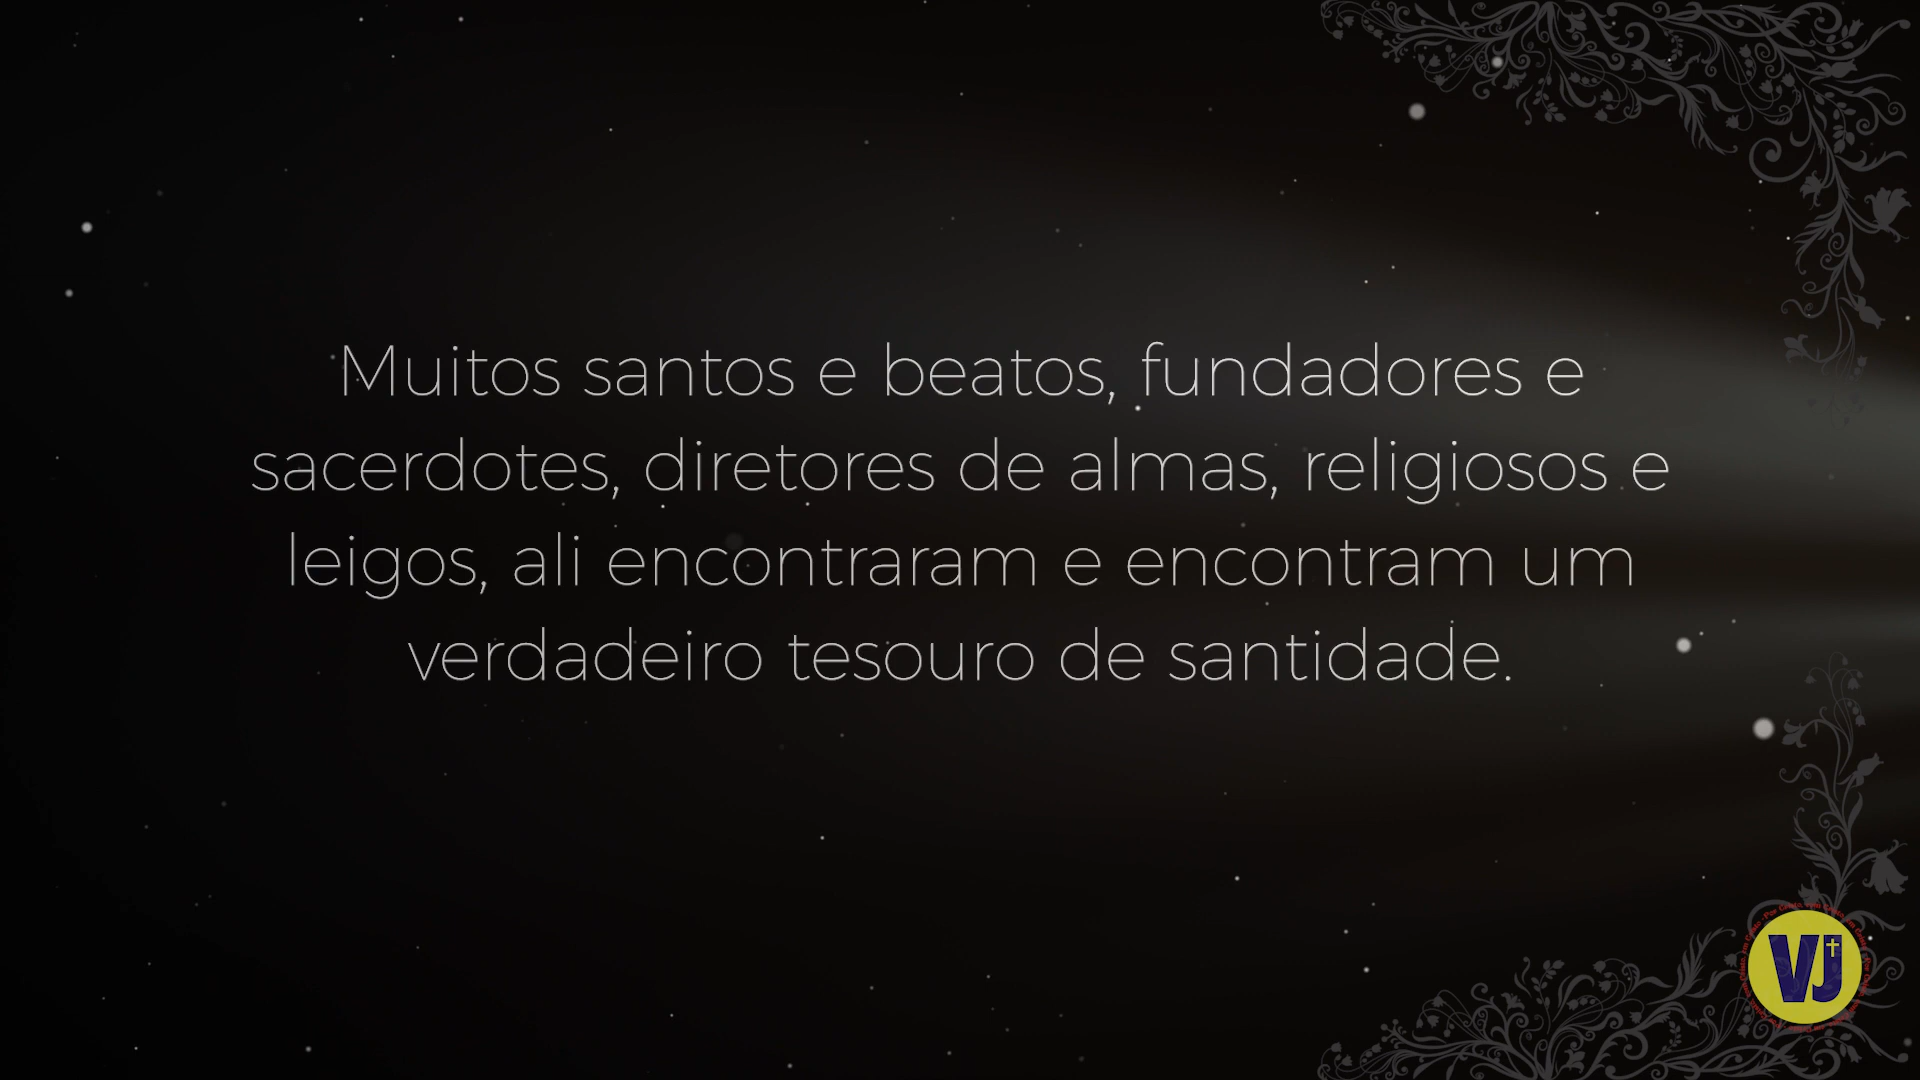 Muitos santos e beatos, fundadores e
sacerdotes, diretores de almas, religiosos e
leigos, ali encontraram e encontram um
verdadeiro tesouro de santidade.
VJ